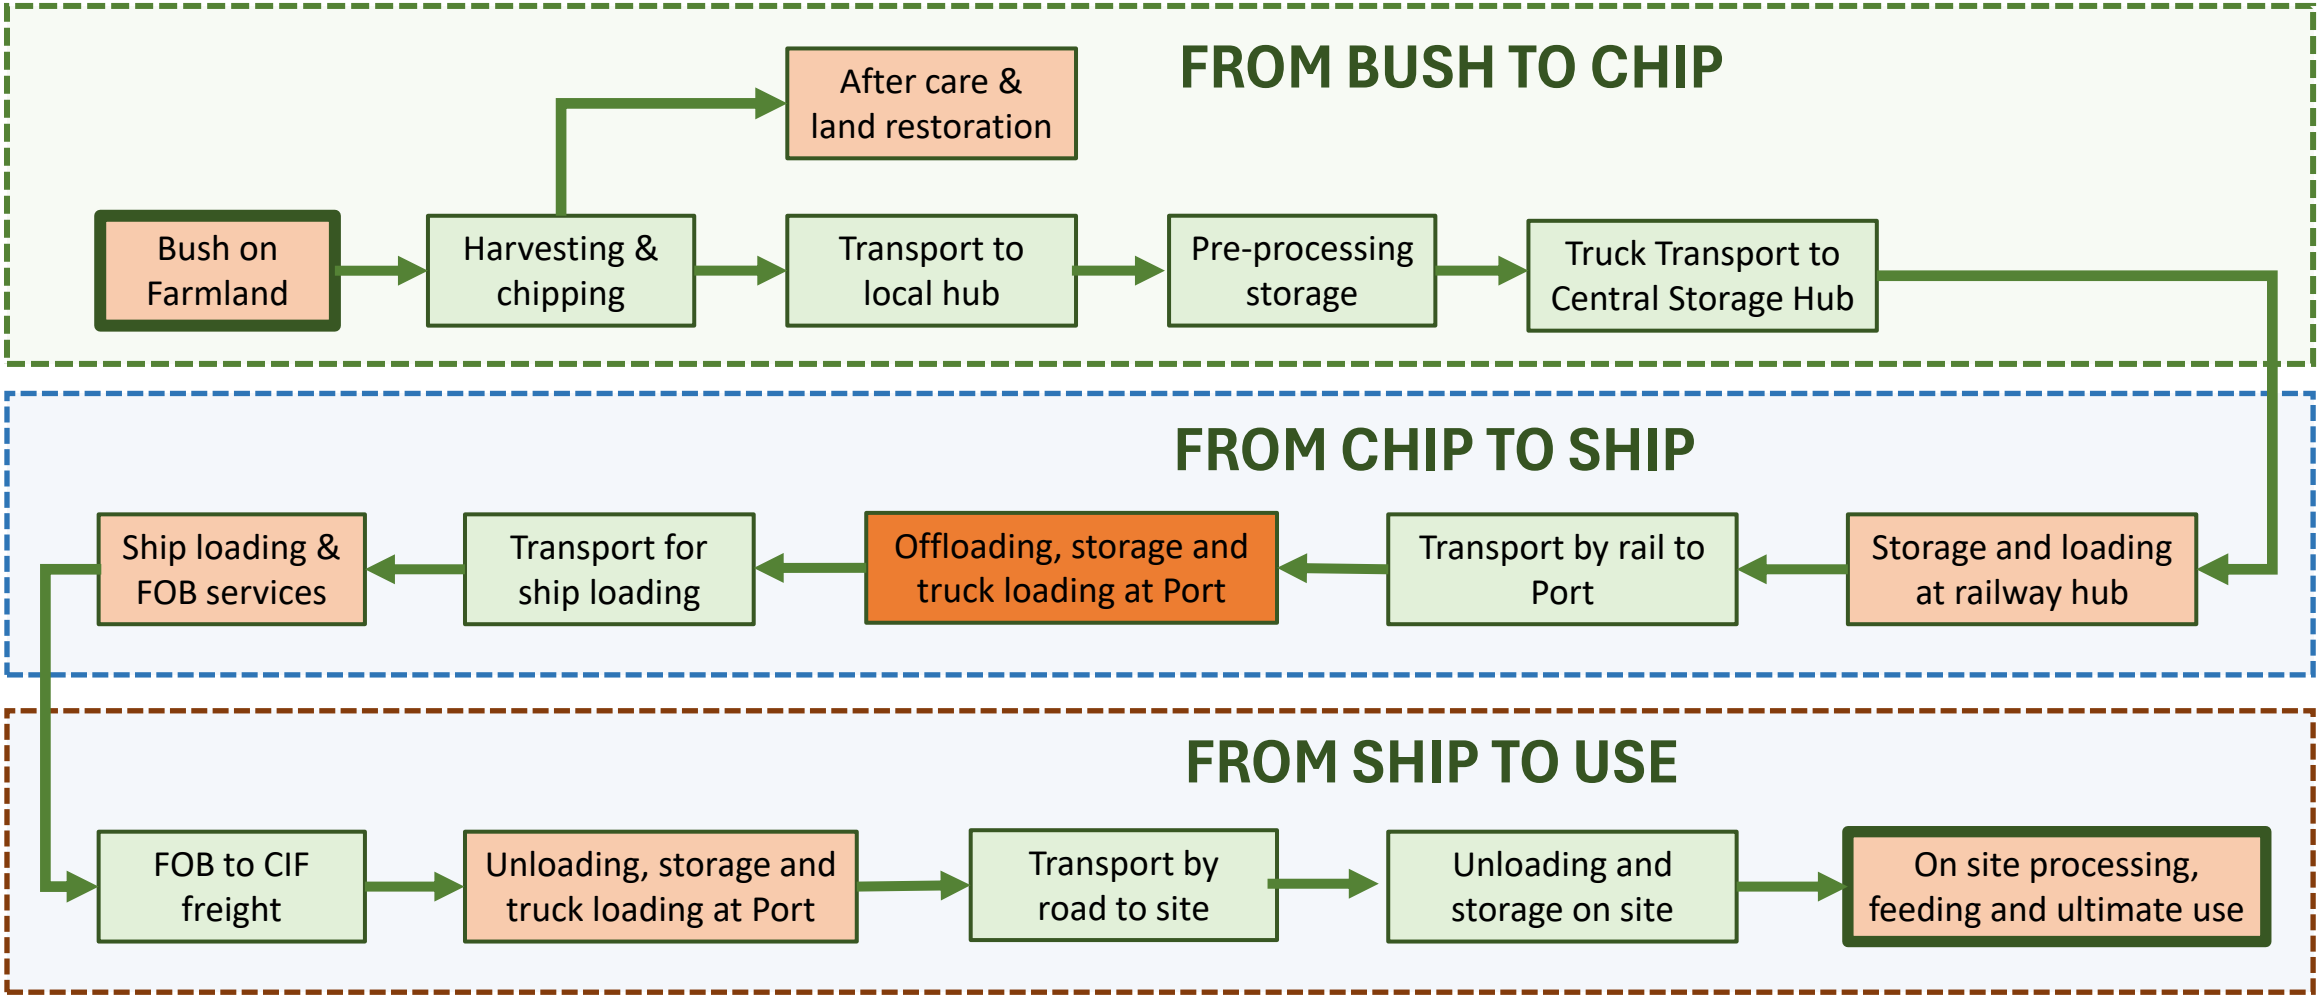 FROM BUSH TO CHIP
After care &
land restoration
Bush on
Farmland
Harvesting &
chipping
Transport to
local hub
Pre-processing
storage
Truck Transport to
Central Storage Hub
FROM CHIP TO SHIP
Ship loading &
FOB services
Transport for
ship loading
Offloading, storage and
truck loading at Port
Transport by rail to
Port
Storage and loading
at railway hub
FROM SHIP TO USE
FOB to CIF
freight
Unloading, storage and
truck loading at Port
Transport by
road to site
Unloading and
storage on site
On site processing,
feeding and ultimate use